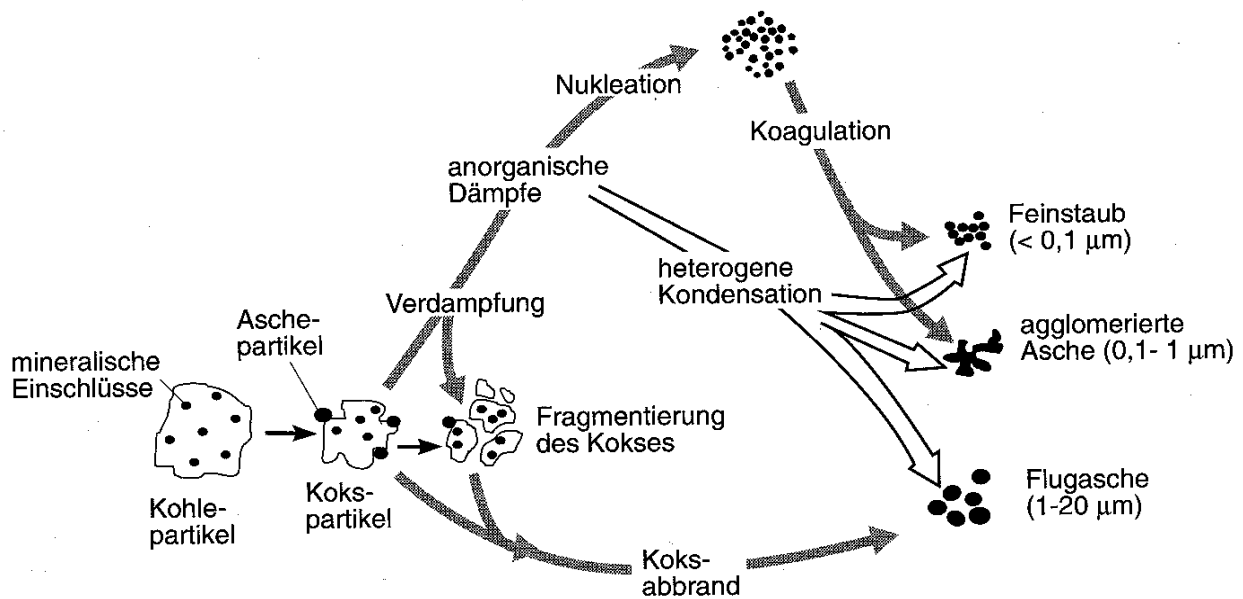 Nukleation
Koagulation
anorganische
Dämpfe
Feinstaub
(< 0,1 µm)
heterogene
Kondensation
Verdampfung
Asche-
partikel
agglomerierte
Asche (0,1- 1 µm)
mineralische
Einschlüsse
Fragmentierung
des Kokses
Kohle-
partikel
Koks-
partikel
Flugasche
(1-20 µm)
Koks-
abbrand